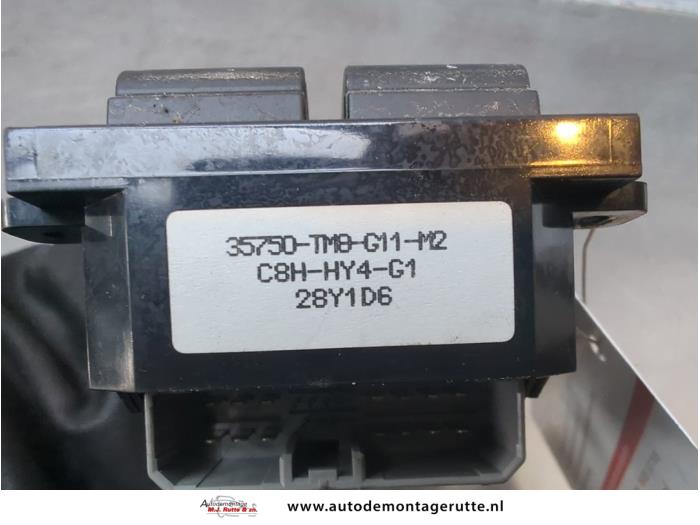 35750-TM8-G11-M2
C8H-HY4-G1
28Y1D6
Autodemontage
M.J. Rutte & zn.
www.autodemontagerutte.nl